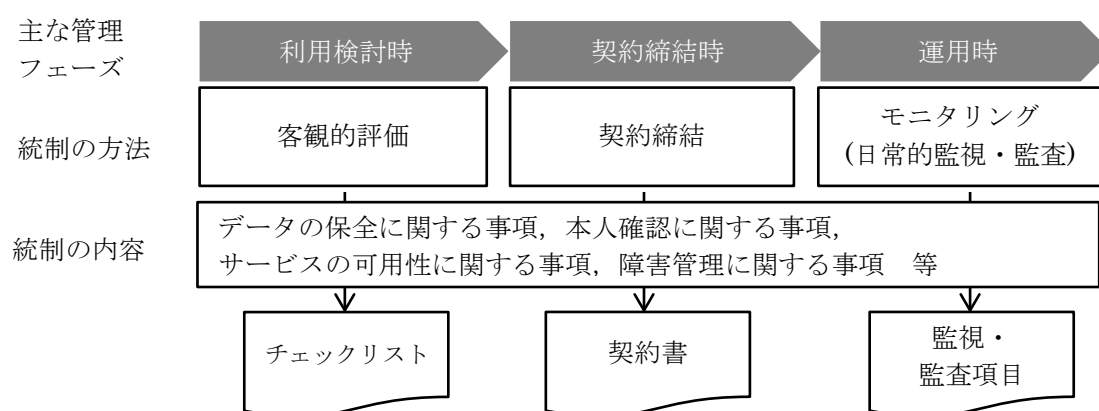 主な管理
フェーズ
利用検討時
契約締結時
運用時
統制の方法
客観的評価
契約締結
モニタリング
(日常的監視・監査)
統制の内容
データの保全に関する事項，本人確認に関する事項，
サービスの可用性に関する事項，障害管理に関する事項　等
チェックリスト
契約書
監視・
監査項目